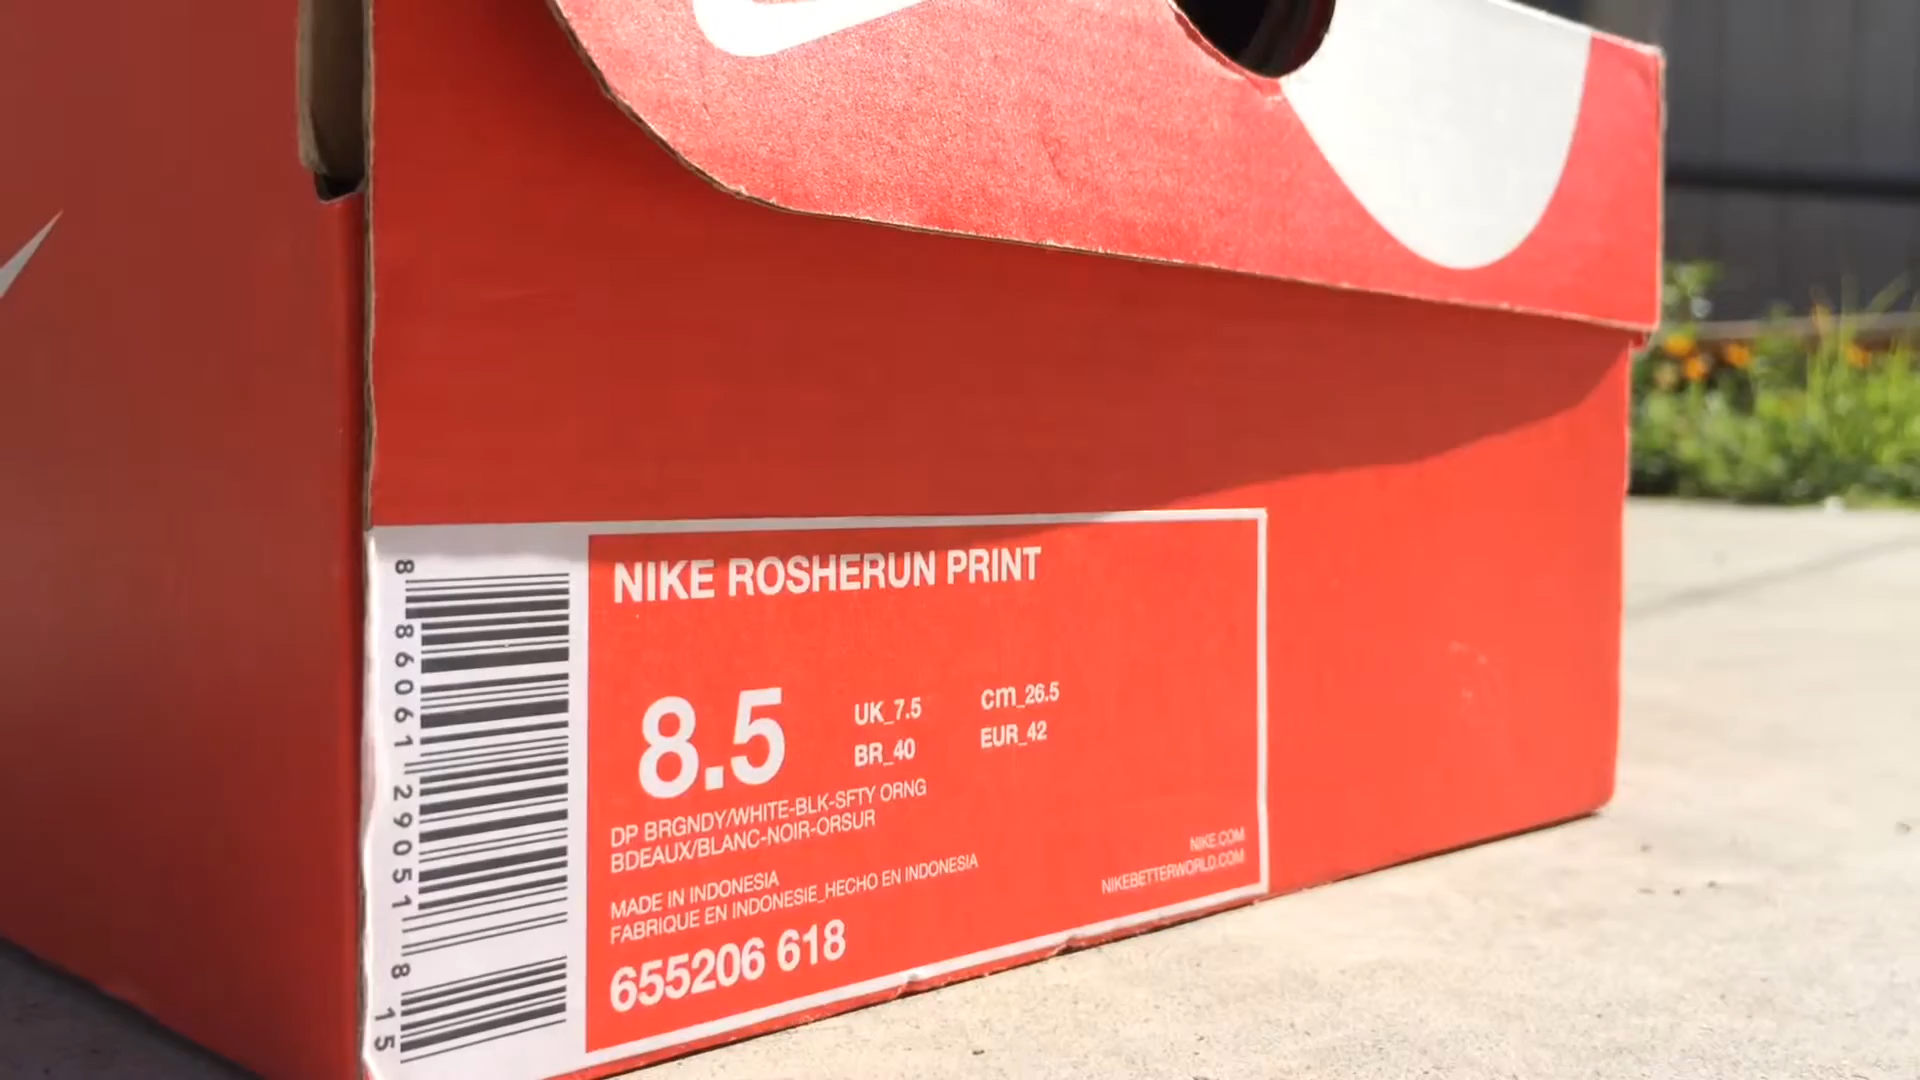 NIKE ROSHERUN PRINT
8.5
UK_7.5
cm_26.5
BR_40
EUR_42
DP BRGNDY/WHITE-BLK-SFTY ORNG
BDEAUX/BLANC-NOIR-ORSUR
MADE IN INDONESIA
FABRIQUE EN INDONESIE_HECHO EN INDONESIA
655206 618
NIKE.COM
NIKEBETTERWORLD.COM
8 86061 29051 8 15